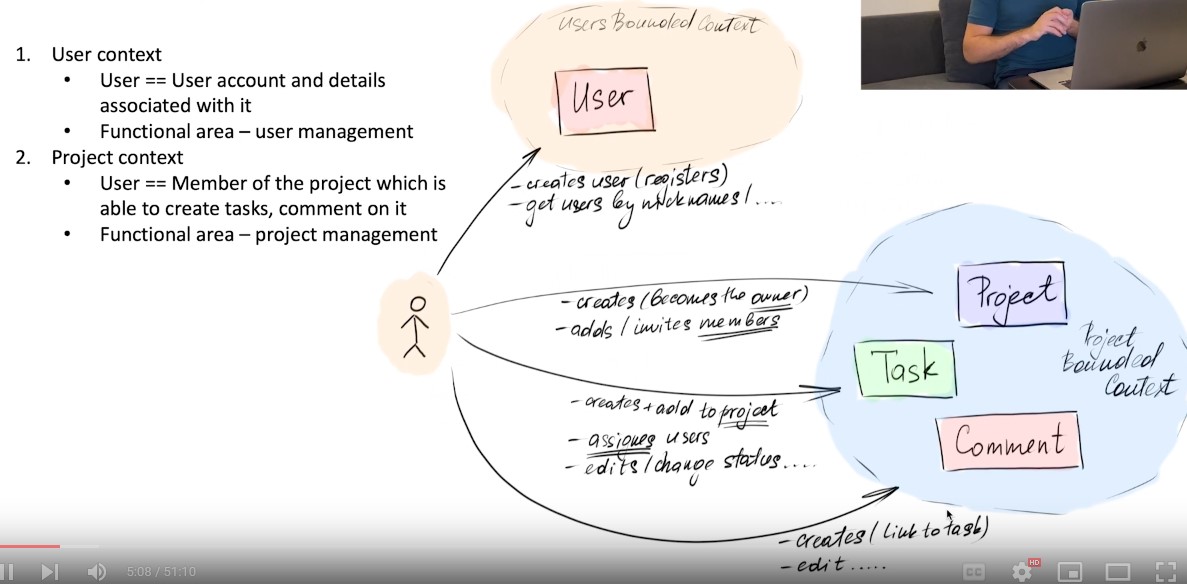 1. User context
• User == User account and details
associated with it
• Functional area – user management
2. Project context
• User == Member of the project which is
able to create tasks, comment on it
• Functional area – project management
Users Bounded Context
User
- creates user (registers)
- get users by nicknames/....
- creates (becomes the owner)
- adds / invites members
Project
Task
Project
Bounded
Context
Comment
- creates + add to project
- assignes users
- edits / change status....
- creates / link to task)
- edit.....
5:08 / 51:10
CC
HD